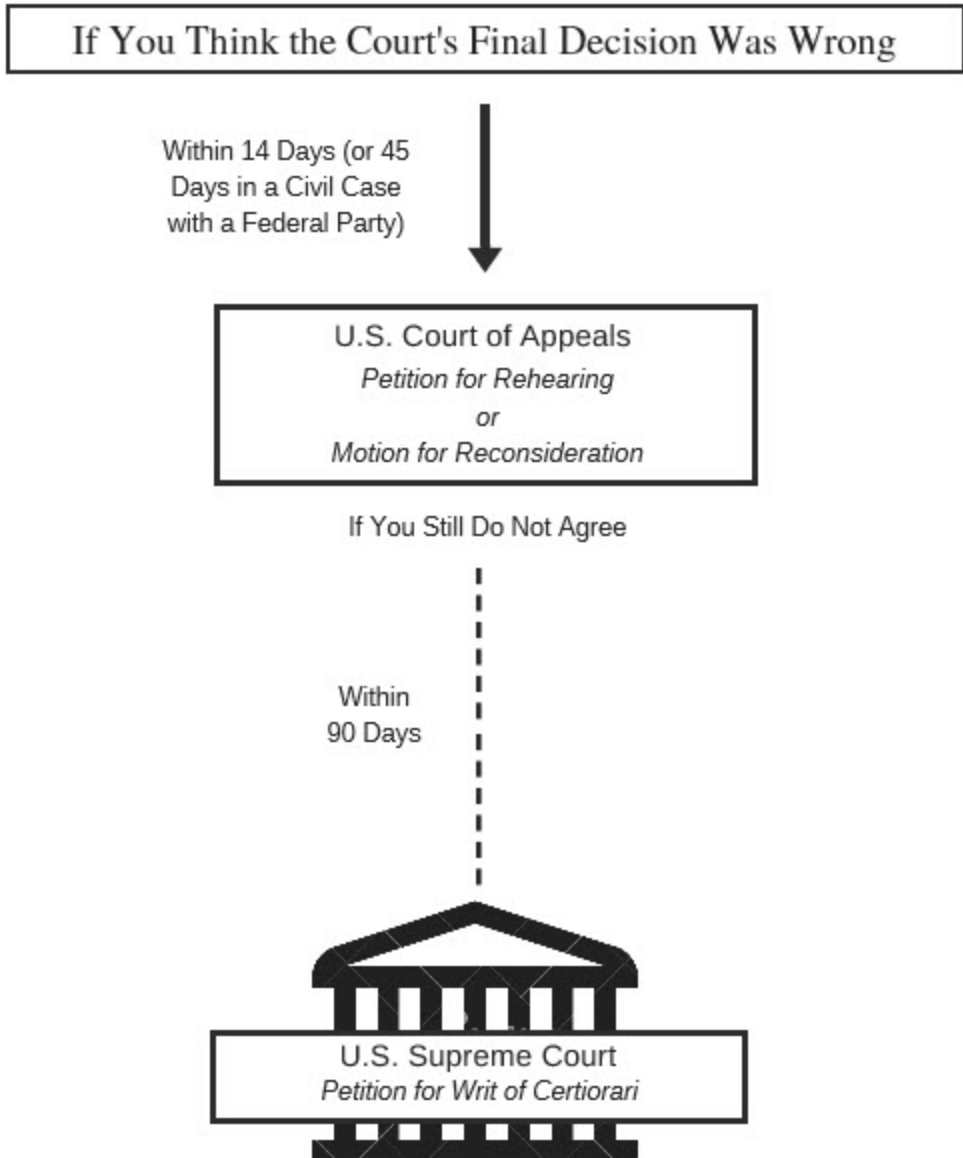 If You Think the Court's Final Decision Was Wrong
Within 14 Days (or 45
Days in a Civil Case
with a Federal Party)
U.S. Court of Appeals
Petition for Rehearing
or
Motion for Reconsideration
If You Still Do Not Agree
Within
90 Days
U.S. Supreme Court
Petition for Writ of Certiorari